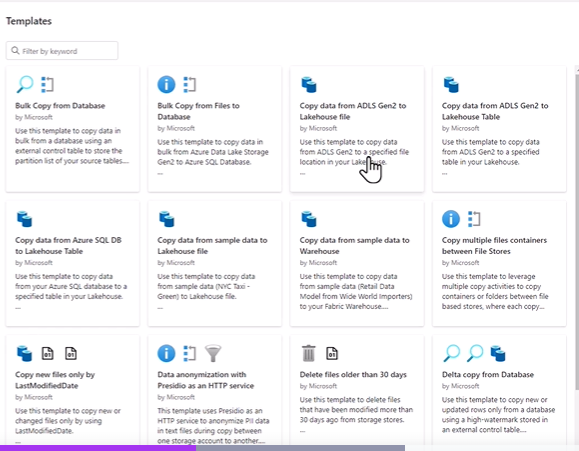 Templates
Filter by keyword
Bulk Copy from Database
by Microsoft
Use this template to copy data in
bulk from a database using an
external control table to store the
partition list of your source tables....
Bulk Copy from Files to
Database
by Microsoft
Use this template to copy data in
bulk from Azure Data Lake Storage
Gen2 to Azure SQL Database.
...
Copy data from ADLS Gen2 to
Lakehouse file
by Microsoft
Use this template to copy data
from ADLS Gen2 to a specified file
location in your Lakehouse.
...
Copy data from ADLS Gen2 to
Lakehouse Table
by Microsoft
Use this template to copy data
from ADLS Gen2 to a specified
table in your Lakehouse.
...
Copy data from Azure SQL DB
to Lakehouse Table
by Microsoft
Use this template to copy data
from your Azure SQL database to a
specified table in your Lakehouse.
...
Copy data from sample data to
Lakehouse file
by Microsoft
Use this template to copy data
from sample data (NYC Taxi -
Green) to Lakehouse file.
...
Copy data from sample data to
Warehouse
by Microsoft
Use this template to copy data
from sample data (Retail Data
Model from Wide World Importers)
to your Fabric Warehouse....
Copy multiple files containers
between File Stores
by Microsoft
Use this template to leverage
multiple copy activities to copy
containers or folders between file
based stores, where each copy...
Copy new files only by
LastModifiedDate
by Microsoft
Use this template to copy new or
changed files only by using
LastModifiedDate.
...
Data anonymization with
Presidio as an HTTP service
by Microsoft
This template uses Presidio as an
HTTP service to anonymize PII data
in text files during copy between
one storage account to another....
Delete files older than 30 days
by Microsoft
Use this template to delete files
that have been modified more than
30 days ago from storage stores.
...
Delta copy from Database
by Microsoft
Use this template to copy new or
updated rows only from a database
using a high-watermark stored in
an external control table...